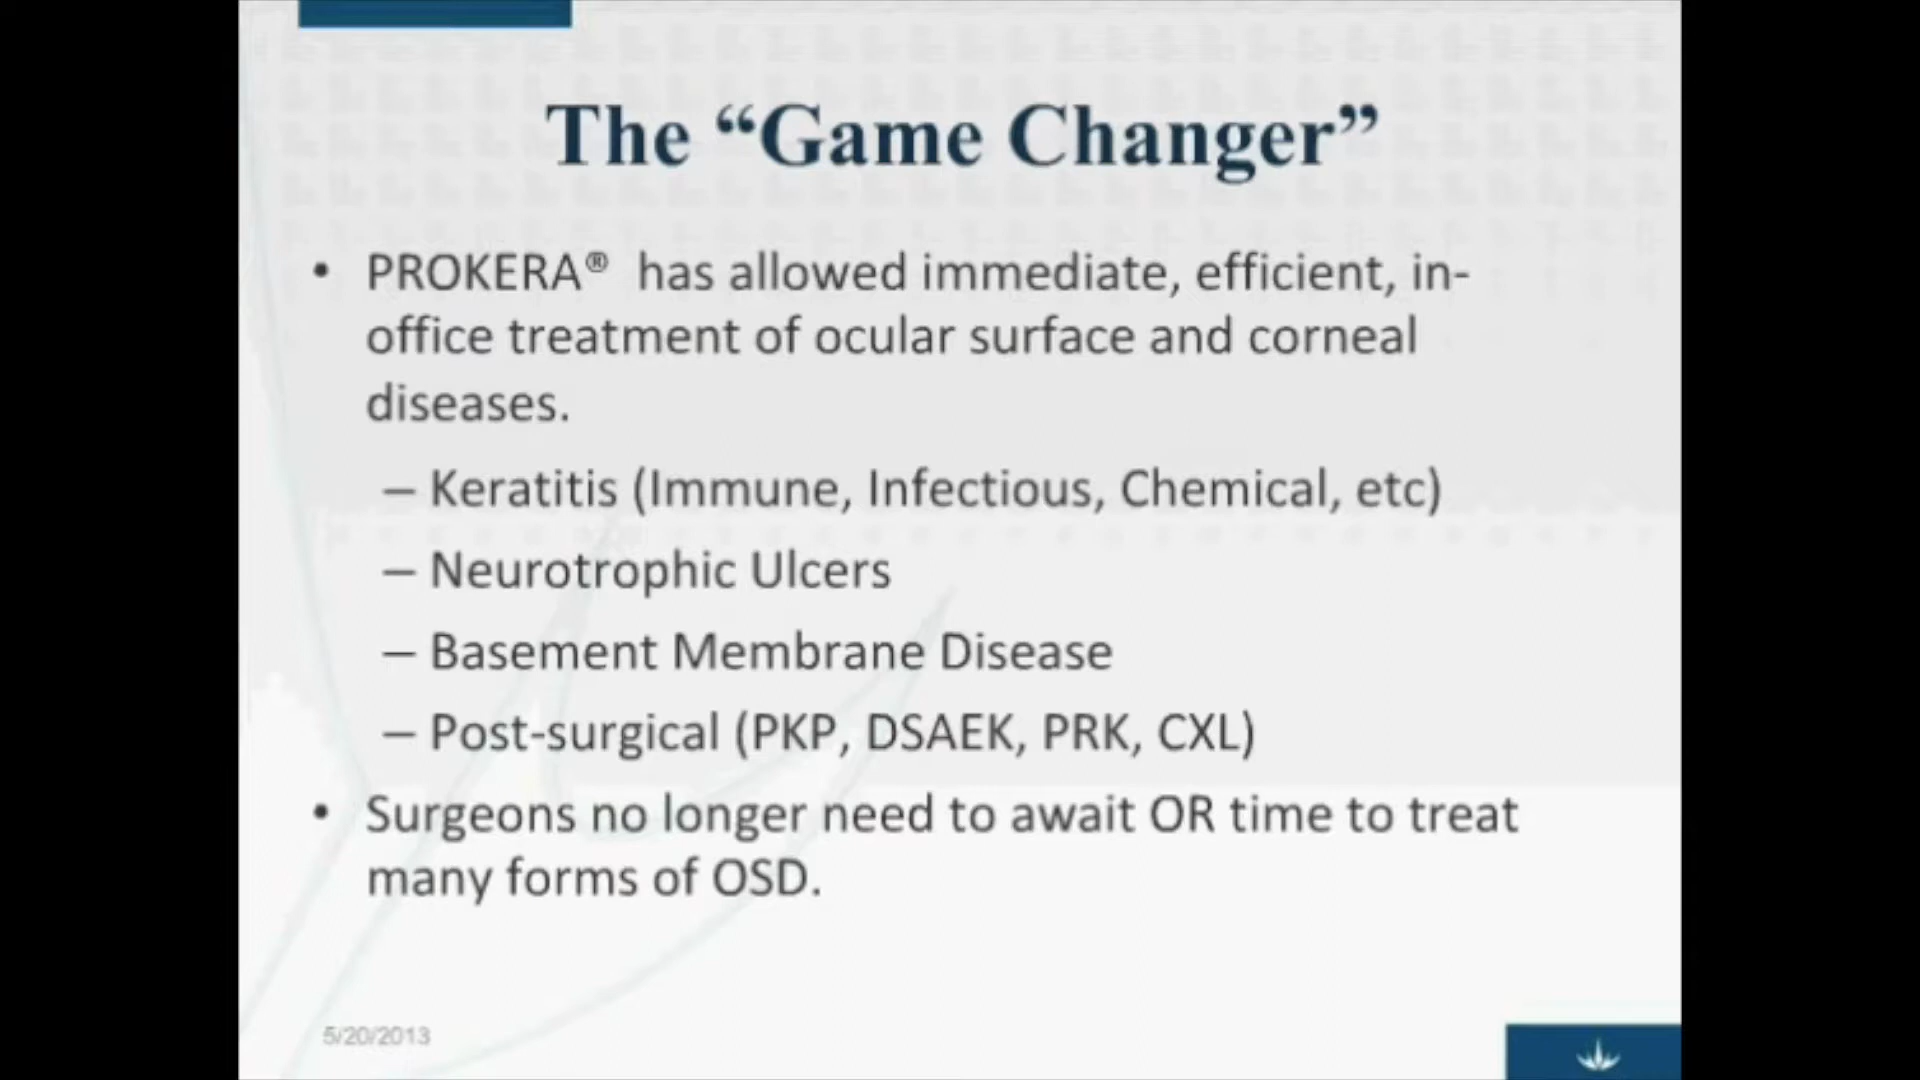 The “Game Changer”
• PROKERA® has allowed immediate, efficient, in-
office treatment of ocular surface and corneal
diseases.
– Keratitis (Immune, Infectious, Chemical, etc)
– Neurotrophic Ulcers
– Basement Membrane Disease
– Post-surgical (PKP, DSAEK, PRK, CXL)
• Surgeons no longer need to await OR time to treat
many forms of OSD.
5/20/2013